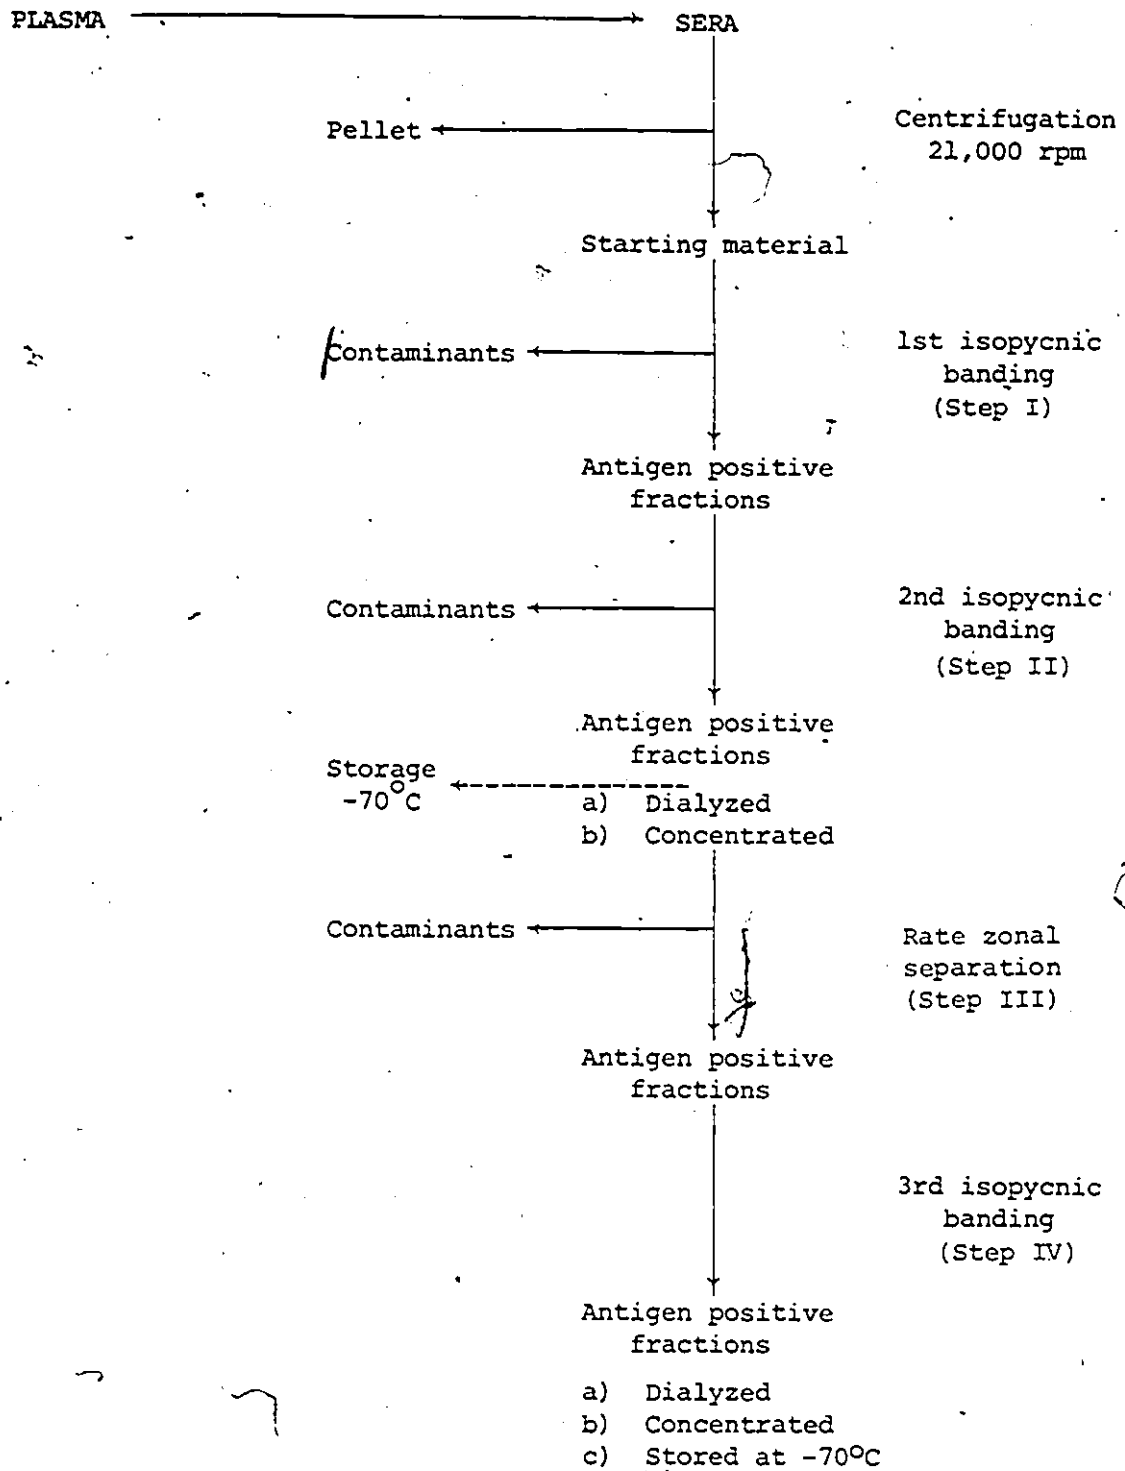 PLASMA SERA
Pellet
Centrifugation
21,000 rpm
Starting material
Contaminants
1st isopycnic
banding
(Step I)
Antigen positive
fractions
Contaminants
2nd isopycnic
banding
(Step II)
Antigen positive
fractions
Storage
-70°C
a) Dialyzed
b) Concentrated
Contaminants
Rate zonal
separation
(Step III)
Antigen positive
fractions
3rd isopycnic
banding
(Step IV)
Antigen positive
fractions
a) Dialyzed
b) Concentrated
c) Stored at -70°C